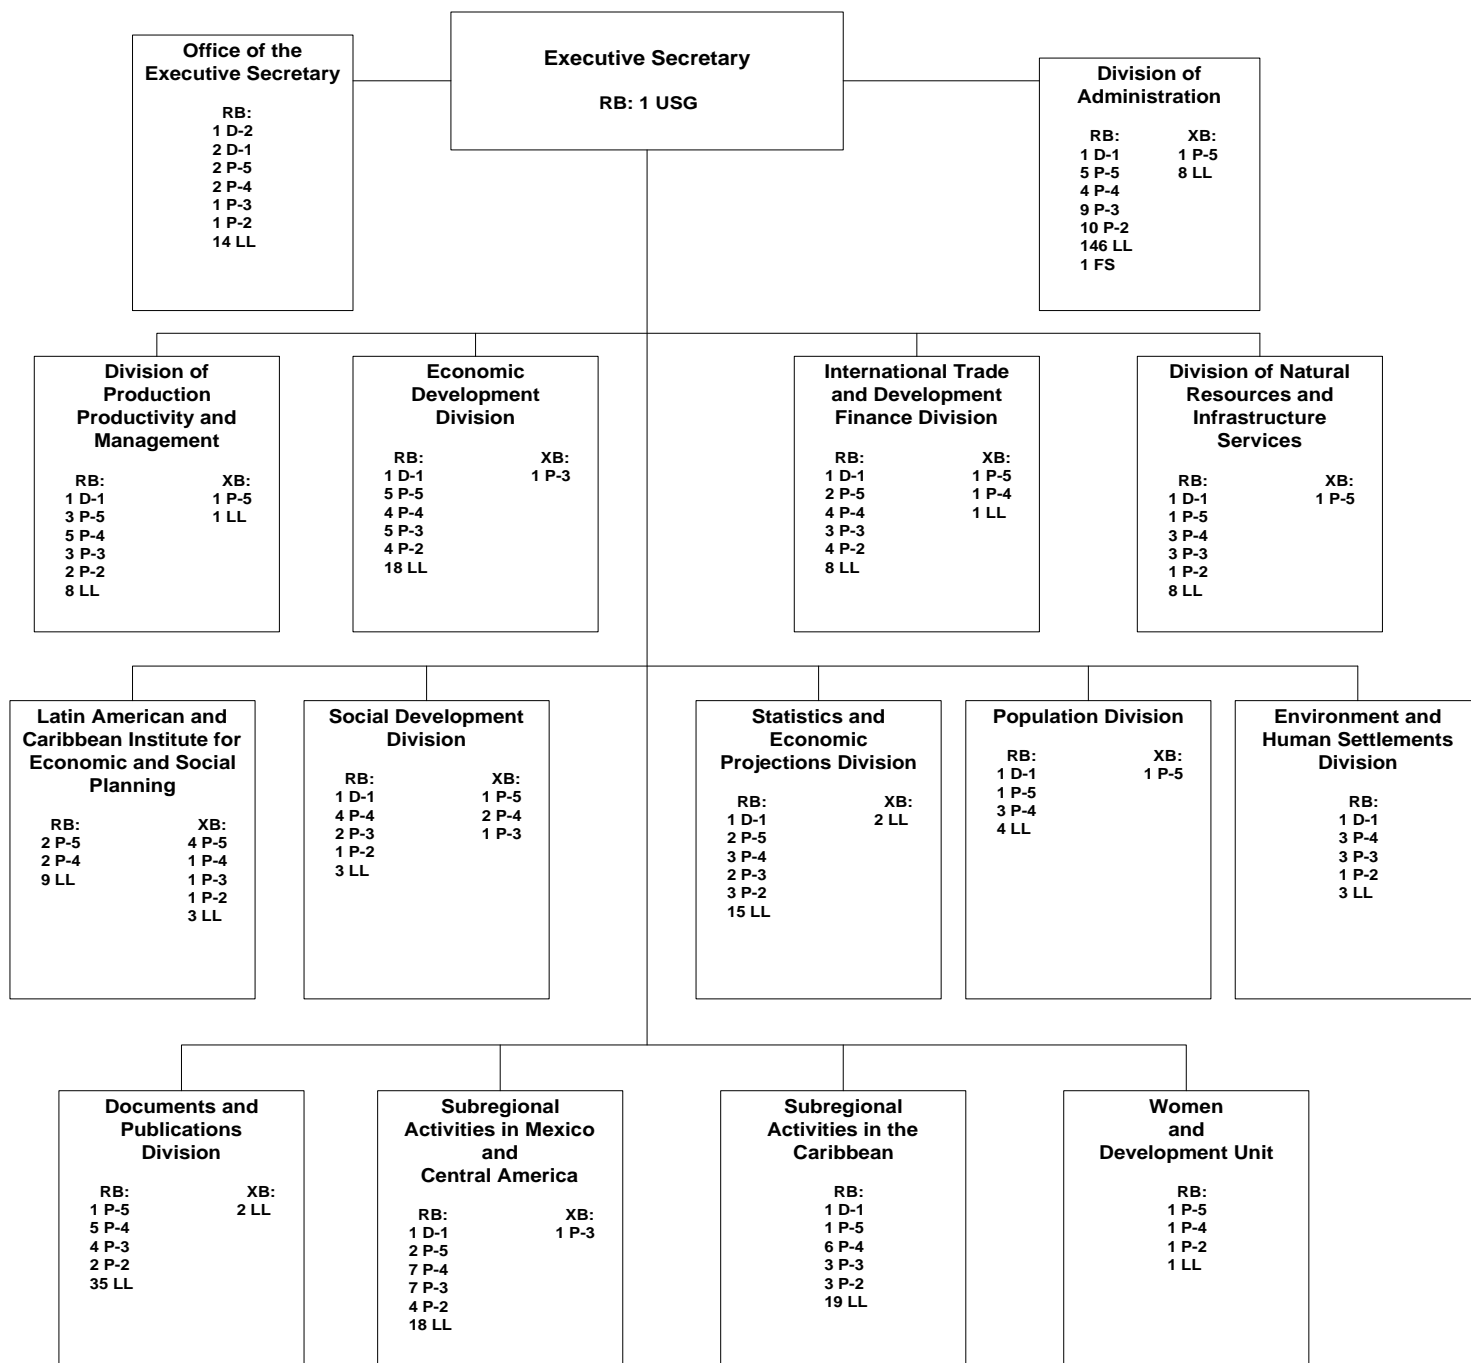 Office of the
Executive Secretary
RB:
1 D-2
2 D-1
2 P-5
2 P-4
1 P-3
1 P-2
14 LL
Executive Secretary
RB: 1 USG
Division of
Administration
RB:
1 D-1
5 P-5
4 P-4
9 P-3
10 P-2
146 LL
1 FS
XB:
1 P-5
8 LL
Division of
Production
Productivity and
Management
RB:
1 D-1
3 P-5
5 P-4
3 P-3
2 P-2
8 LL
XB:
1 P-5
1 LL
Economic
Development
Division
RB:
1 D-1
5 P-5
4 P-4
5 P-3
4 P-2
18 LL
XB:
1 P-3
International Trade
and Development
Finance Division
RB:
1 D-1
2 P-5
4 P-4
3 P-3
4 P-2
8 LL
XB:
1 P-5
1 P-4
1 LL
Division of Natural
Resources and
Infrastructure
Services
RB:
1 D-1
1 P-5
3 P-4
3 P-3
1 P-2
8 LL
XB:
1 P-5
Latin American and
Caribbean Institute for
Economic and Social
Planning
RB:
2 P-5
2 P-4
9 LL
XB:
4 P-5
1 P-4
1 P-3
1 P-2
3 LL
Social Development
Division
RB:
1 D-1
4 P-4
2 P-3
1 P-2
3 LL
XB:
1 P-5
2 P-4
1 P-3
Statistics and
Economic
Projections Division
RB:
1 D-1
2 P-5
3 P-4
2 P-3
3 P-2
15 LL
XB:
2 LL
Population Division
RB:
1 D-1
1 P-5
3 P-4
4 LL
XB:
1 P-5
Environment and
Human Settlements
Division
RB:
1 D-1
3 P-4
3 P-3
1 P-2
3 LL
Documents and
Publications
Division
RB:
1 P-5
5 P-4
4 P-3
2 P-2
35 LL
XB:
2 LL
Subregional
Activities in Mexico
and
Central America
RB:
1 D-1
2 P-5
7 P-4
7 P-3
4 P-2
18 LL
XB:
1 P-3
Subregional
Activities in the
Caribbean
RB:
1 D-1
1 P-5
6 P-4
3 P-3
3 P-2
19 LL
Women
and
Development Unit
RB:
1 P-5
1 P-4
1 P-2
1 LL